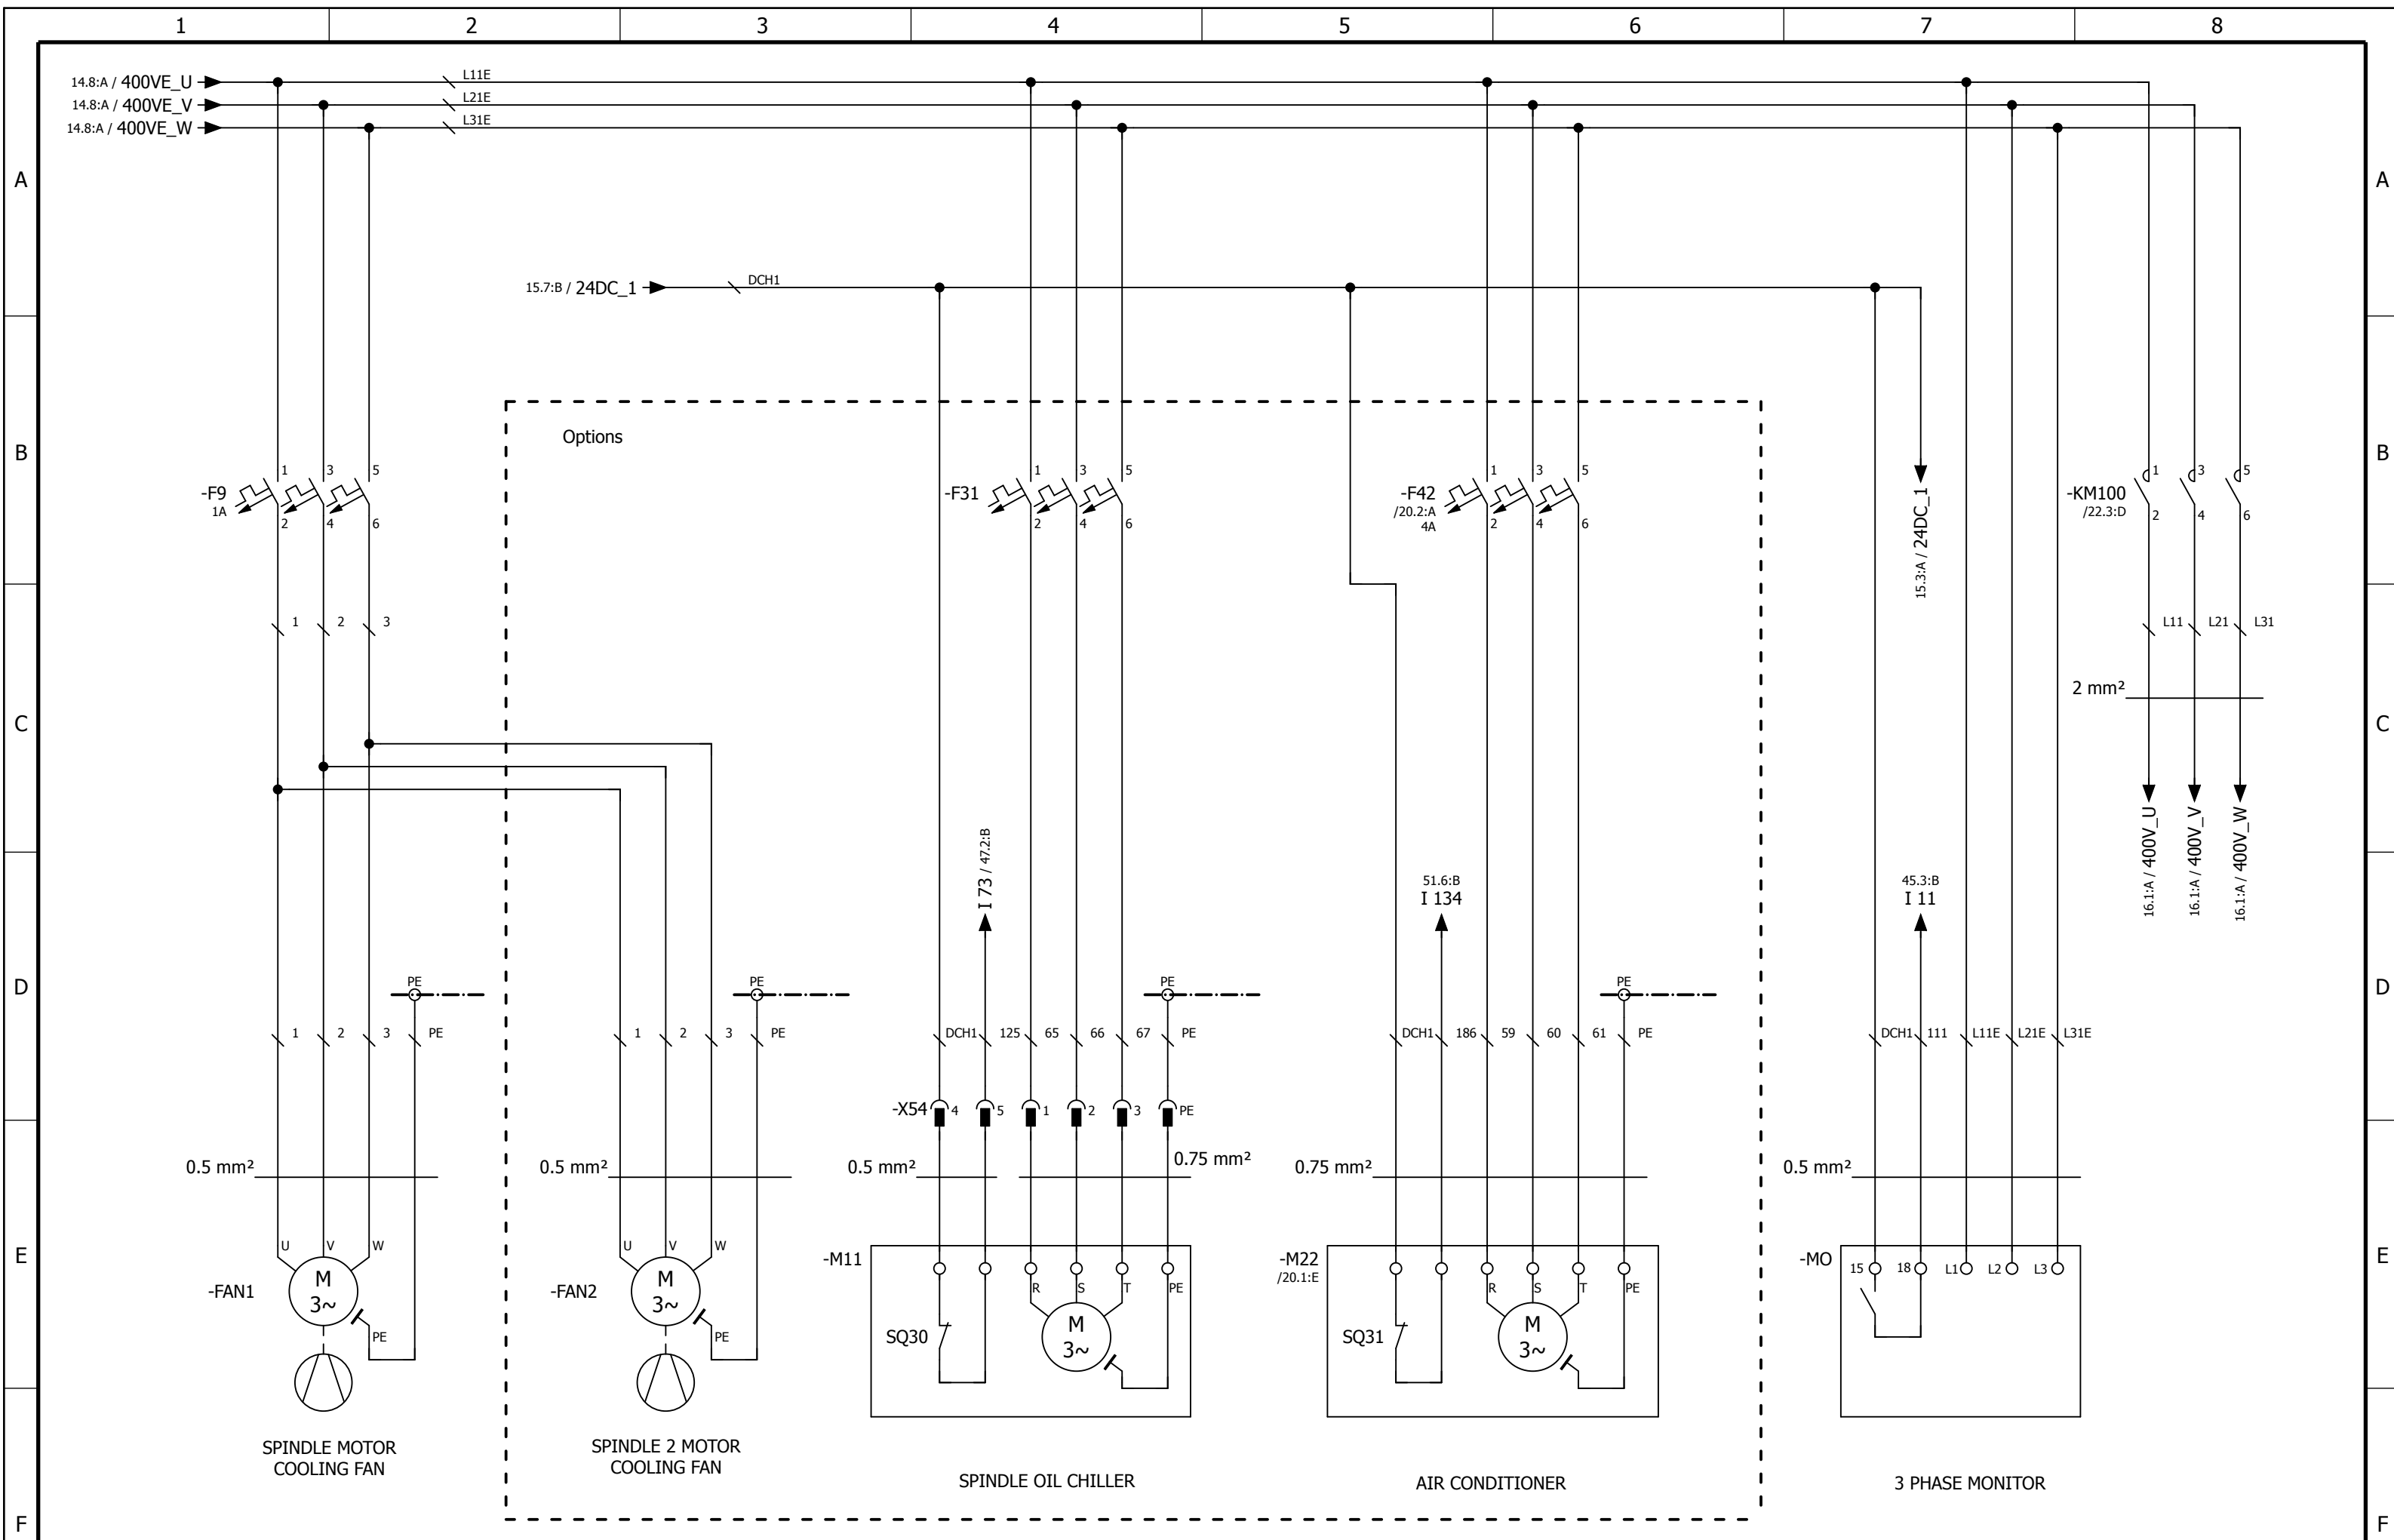 1 2 3 4 5 6 7 8
14.8:A / 400VE_U L11E
14.8:A / 400VE_V L21E
14.8:A / 400VE_W L31E
A A
15.7:B / 24DC_1 DCH1
Options
B B
-F9
1A
1 3 5
2 4 6
-F31
1 3 5
2 4 6
-F42
/20.2:A
4A
1 3 5
2 4 6
15.3:A / 24DC_1
-KM100
/22.3:D
1 3 5
2 4 6
1 2 3
L11 L21 L31
2 mm²
C C
I 73 / 47.2:B
51.6:B
I 134
45.3:B
I 11
16.1:A / 400V_U
16.1:A / 400V_V
16.1:A / 400V_W
D D
PE PE PE PE
1 2 3 PE
1 2 3 PE
DCH1 125 65 66 67 PE
DCH1 186 59 60 61 PE
DCH1 111 L11E L21E L31E
-X54 4 5 1 2 3 PE
0.5 mm² 0.5 mm² 0.5 mm² 0.75 mm² 0.75 mm² 0.5 mm²
E E
U V W
-FAN1
M
3~
PE
U V W
-FAN2
M
3~
PE
-M11
R S T PE
SQ30
M
3~
-M22
/20.1:E
R S T PE
SQ31
M
3~
-MO
15 18 L1 L2 L3
SPINDLE MOTOR
COOLING FAN
SPINDLE 2 MOTOR
COOLING FAN
SPINDLE OIL CHILLER
AIR CONDITIONER
3 PHASE MONITOR
F F